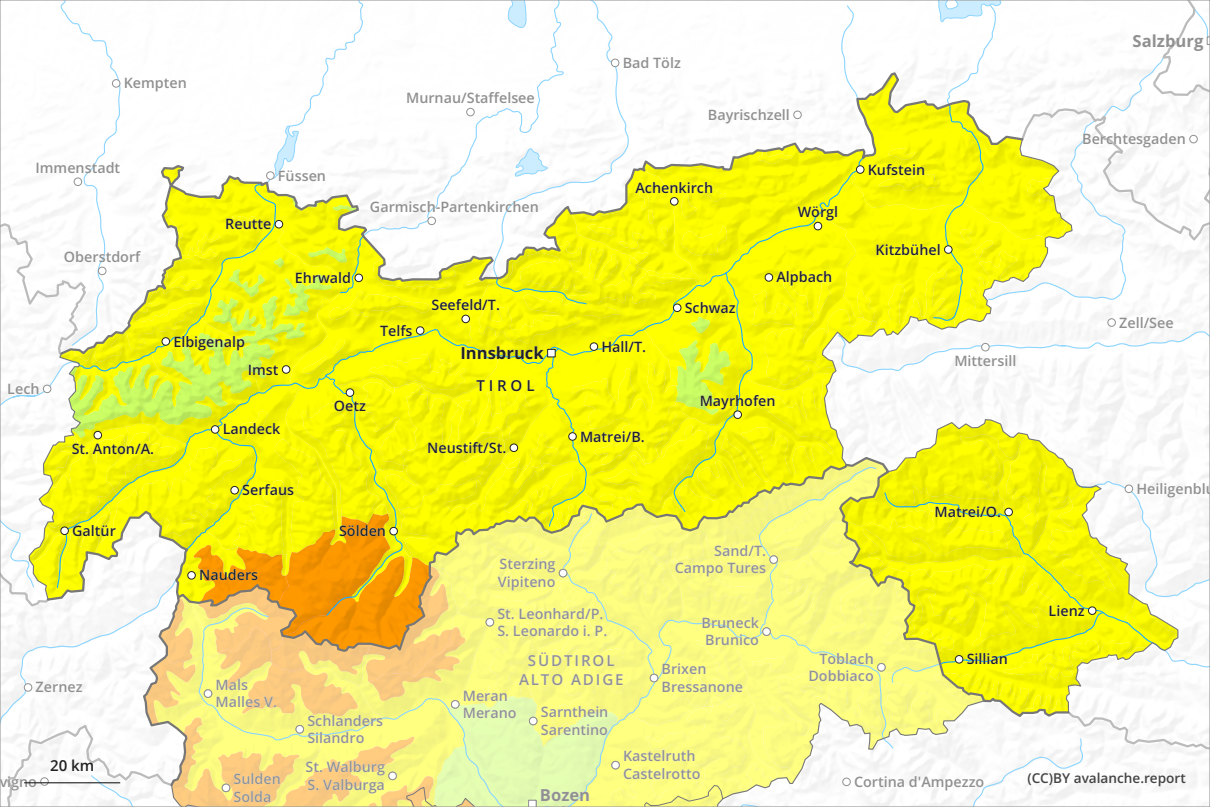 Salzburg
Bad Tölz
Kempten
Murnau/Staffelsee
Bayrischzell
Berchtesgaden
Immenstadt
Füssen
Kufstein
Achenkirch
Garmisch-Partenkirchen
Wörgl
Reutte
Kitzbühel
Oberstdorf
Ehrwald
Alpbach
Seefeld/T.
Schwaz
Telfs
Zell/See
Elbigenalp
Innsbruck
Hall/T.
Mittersill
Imst
TIROL
Lech
Mayrhofen
Oetz
Landeck
Matrei/B.
St. Anton/A.
Neustift/St.
Serfaus
Heiligenblu
Matrei/O.
Galtür
Sölden
Sand/T.
Campo Tures
Sterzing
Vipiteno
Nauders
Lienz
St. Leonhard/P.
S. Leonardo i. P.
Bruneck
Brunico
Sillian
SÜDTIROL
ALTO ADIGE
Toblach
Dobbiaco
Brixen
Bressanone
Zernez
Mals
Malles V.
Meran
Merano
Sarnthein
Sarentino
Schlanders
Silandro
Kastelruth
Castelrotto
20 km
St. Walburg
S. Valburga
vigno
Sulden
Solda
Cortina d'Ampezzo
(CC)BY avalanche.report
Bozen